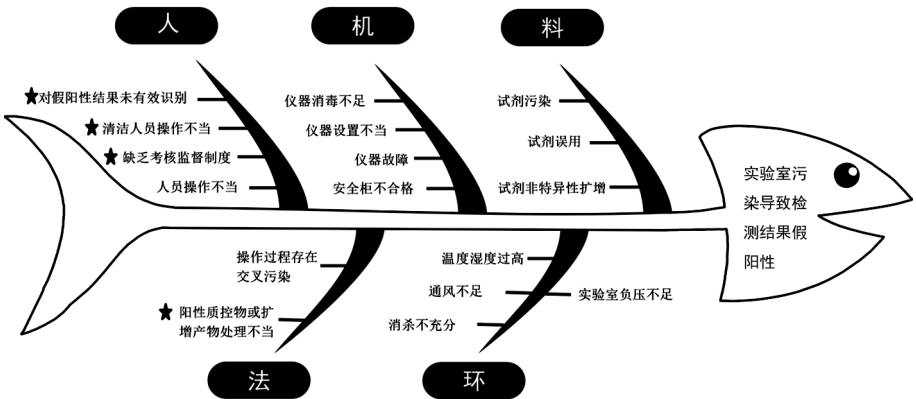 人
机
料
★对假阳性结果未有效识别
★清洁人员操作不当
★缺乏考核监督制度
人员操作不当
仪器消毒不足
仪器设置不当
仪器故障
安全柜不合格
试剂污染
试剂误用
试剂非特异性扩增
实验室污
染导致检
测结果假
阳性
操作过程存在
交叉污染
★阳性质控物或扩
增产物处理不当
温度湿度过高
通风不足
实验室负压不足
消杀不充分
法
环